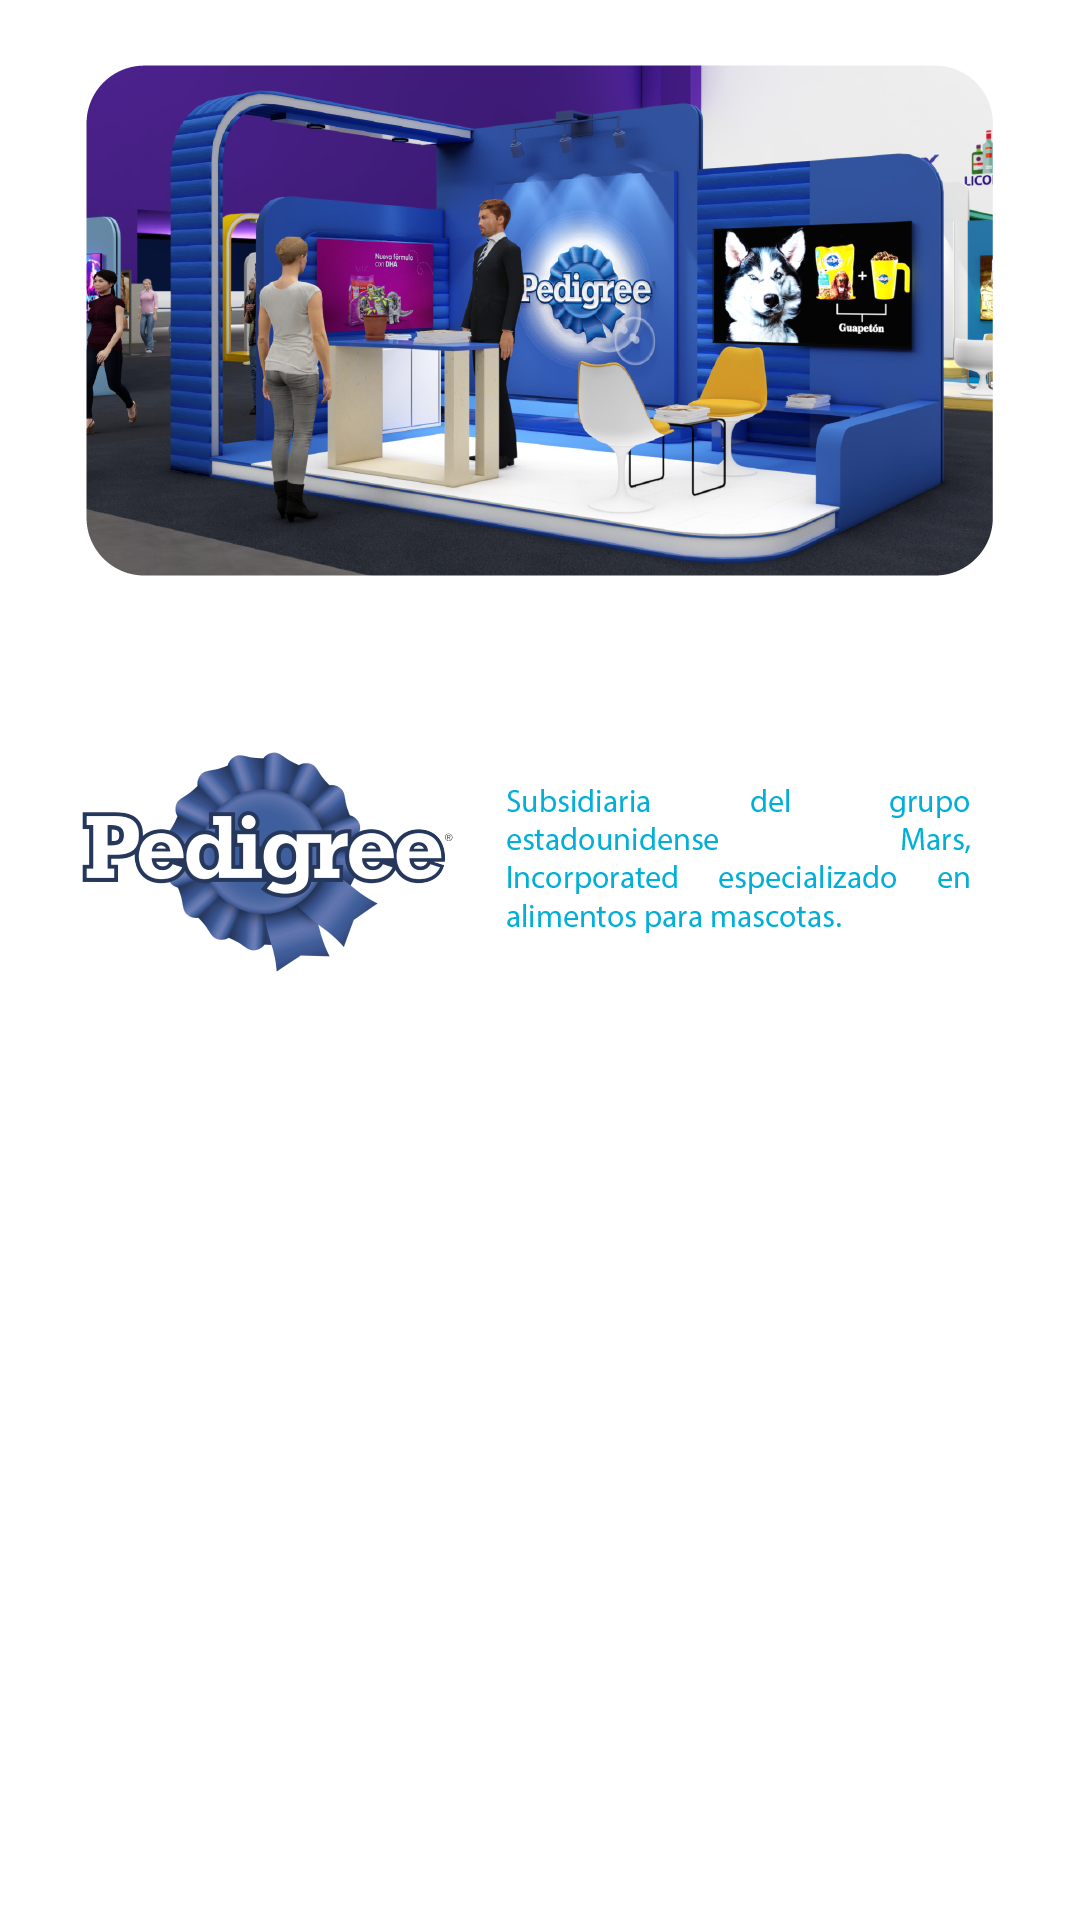 LICO
Nueva fórmula
con DHA
Pedigree
+
Guapetón
Pedigree®
Subsidiaria del grupo
estadounidense Mars,
Incorporated especializado en
alimentos para mascotas.